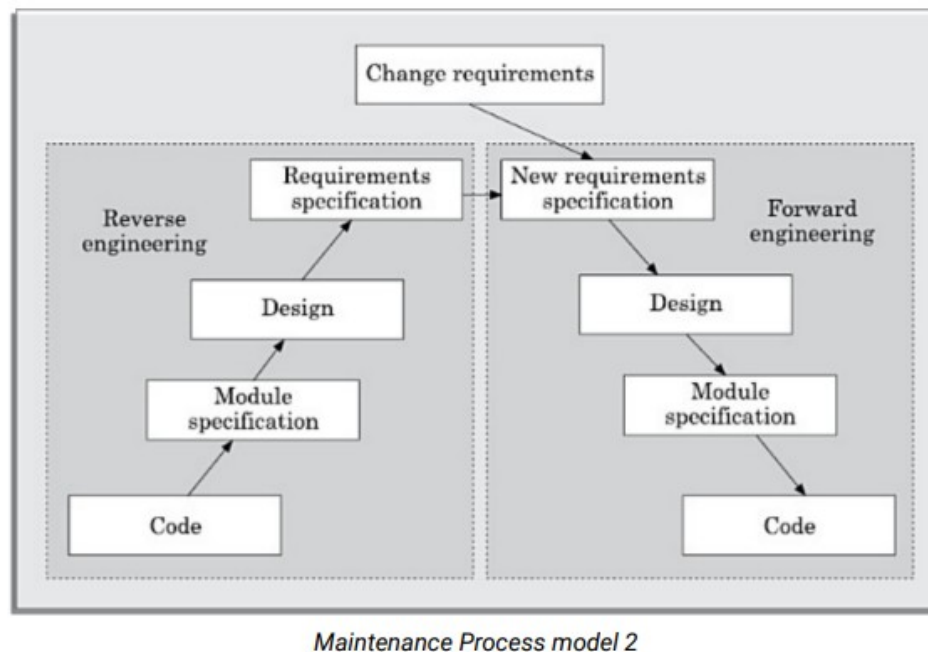 Change requirements
Reverse
engineering
Requirements
specification
Design
Module
specification
Code
New requirements
specification
Forward
engineering
Design
Module
specification
Code
Maintenance Process model 2